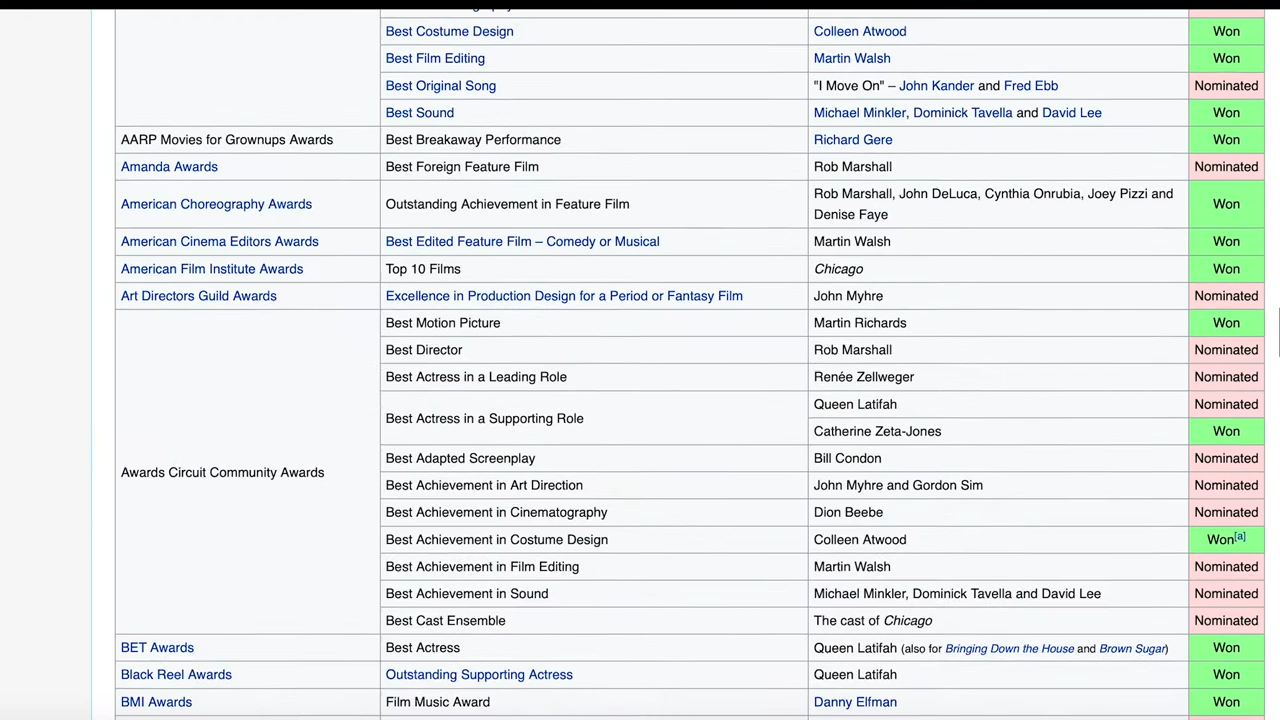 Best Costume Design Colleen Atwood Won
Best Film Editing Martin Walsh Won
Best Original Song "I Move On" – John Kander and Fred Ebb Nominated
Best Sound Michael Minkler, Dominick Tavella and David Lee Won
AARP Movies for Grownups Awards Best Breakaway Performance Richard Gere Won
Amanda Awards Best Foreign Feature Film Rob Marshall Nominated
American Choreography Awards Outstanding Achievement in Feature Film Rob Marshall, John DeLuca, Cynthia Onrubia, Joey Pizzi and
Denise Faye Won
American Cinema Editors Awards Best Edited Feature Film – Comedy or Musical Martin Walsh Won
American Film Institute Awards Top 10 Films Chicago Won
Art Directors Guild Awards Excellence in Production Design for a Period or Fantasy Film John Myhre Nominated
Awards Circuit Community Awards Best Motion Picture Martin Richards Won
Best Director Rob Marshall Nominated
Best Actress in a Leading Role Renée Zellweger Nominated
Best Actress in a Supporting Role Queen Latifah Nominated
Catherine Zeta-Jones Won
Best Adapted Screenplay Bill Condon Nominated
Best Achievement in Art Direction John Myhre and Gordon Sim Nominated
Best Achievement in Cinematography Dion Beebe Nominated
Best Achievement in Costume Design Colleen Atwood Won[a]
Best Achievement in Film Editing Martin Walsh Nominated
Best Achievement in Sound Michael Minkler, Dominick Tavella and David Lee Nominated
Best Cast Ensemble The cast of Chicago Nominated
BET Awards Best Actress Queen Latifah (also for Bringing Down the House and Brown Sugar) Won
Black Reel Awards Outstanding Supporting Actress Queen Latifah Won
BMI Awards Film Music Award Danny Elfman Won